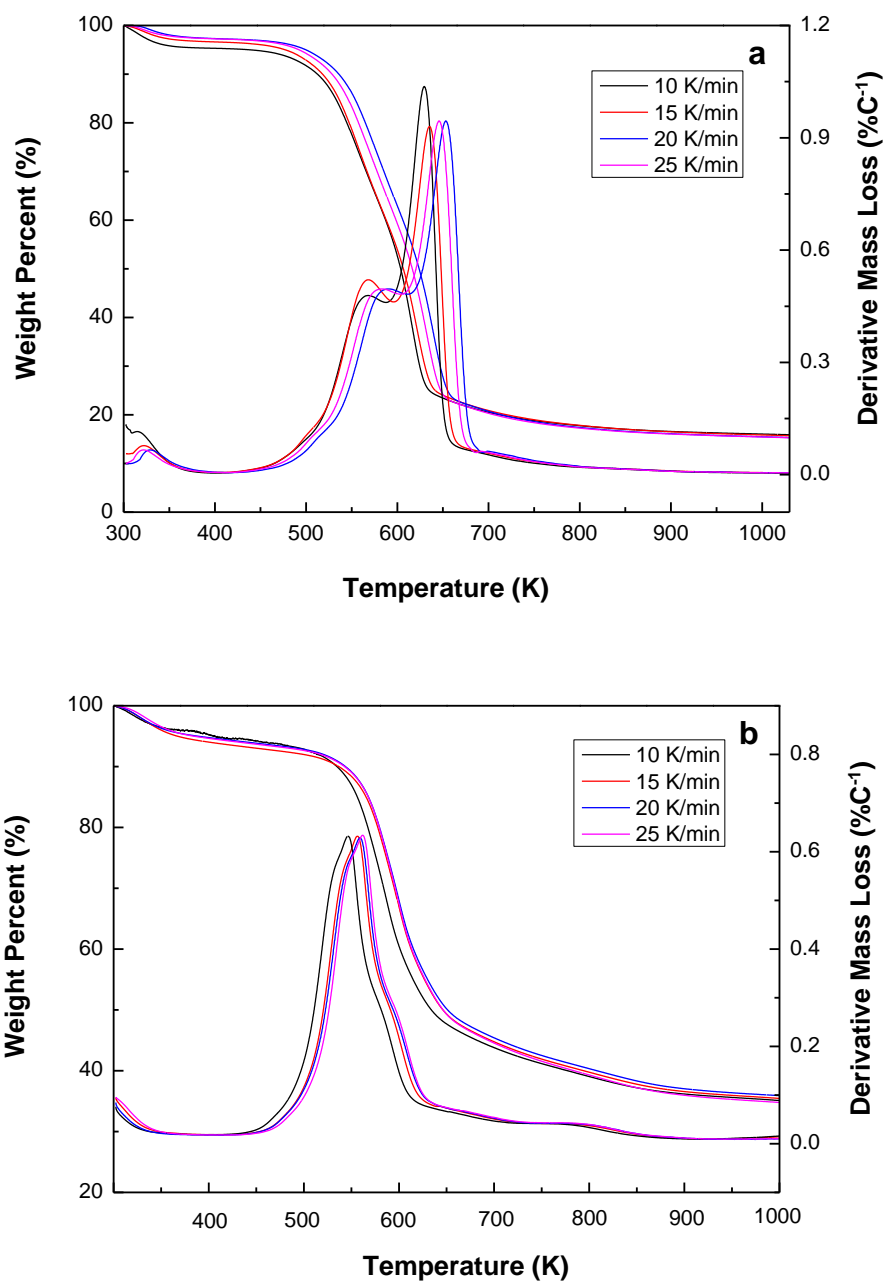 a
10 K/min
15 K/min
20 K/min
25 K/min
100
80
60
40
20
0
Weight Percent (%)
1.2
0.9
0.6
0.3
0.0
Derivative Mass Loss (%C⁻¹)
300 400 500 600 700 800 900 1000
Temperature (K)
b
10 K/min
15 K/min
20 K/min
25 K/min
100
80
60
40
20
Weight Percent (%)
0.8
0.6
0.4
0.2
0.0
Derivative Mass Loss (%C⁻¹)
400 500 600 700 800 900 1000
Temperature (K)